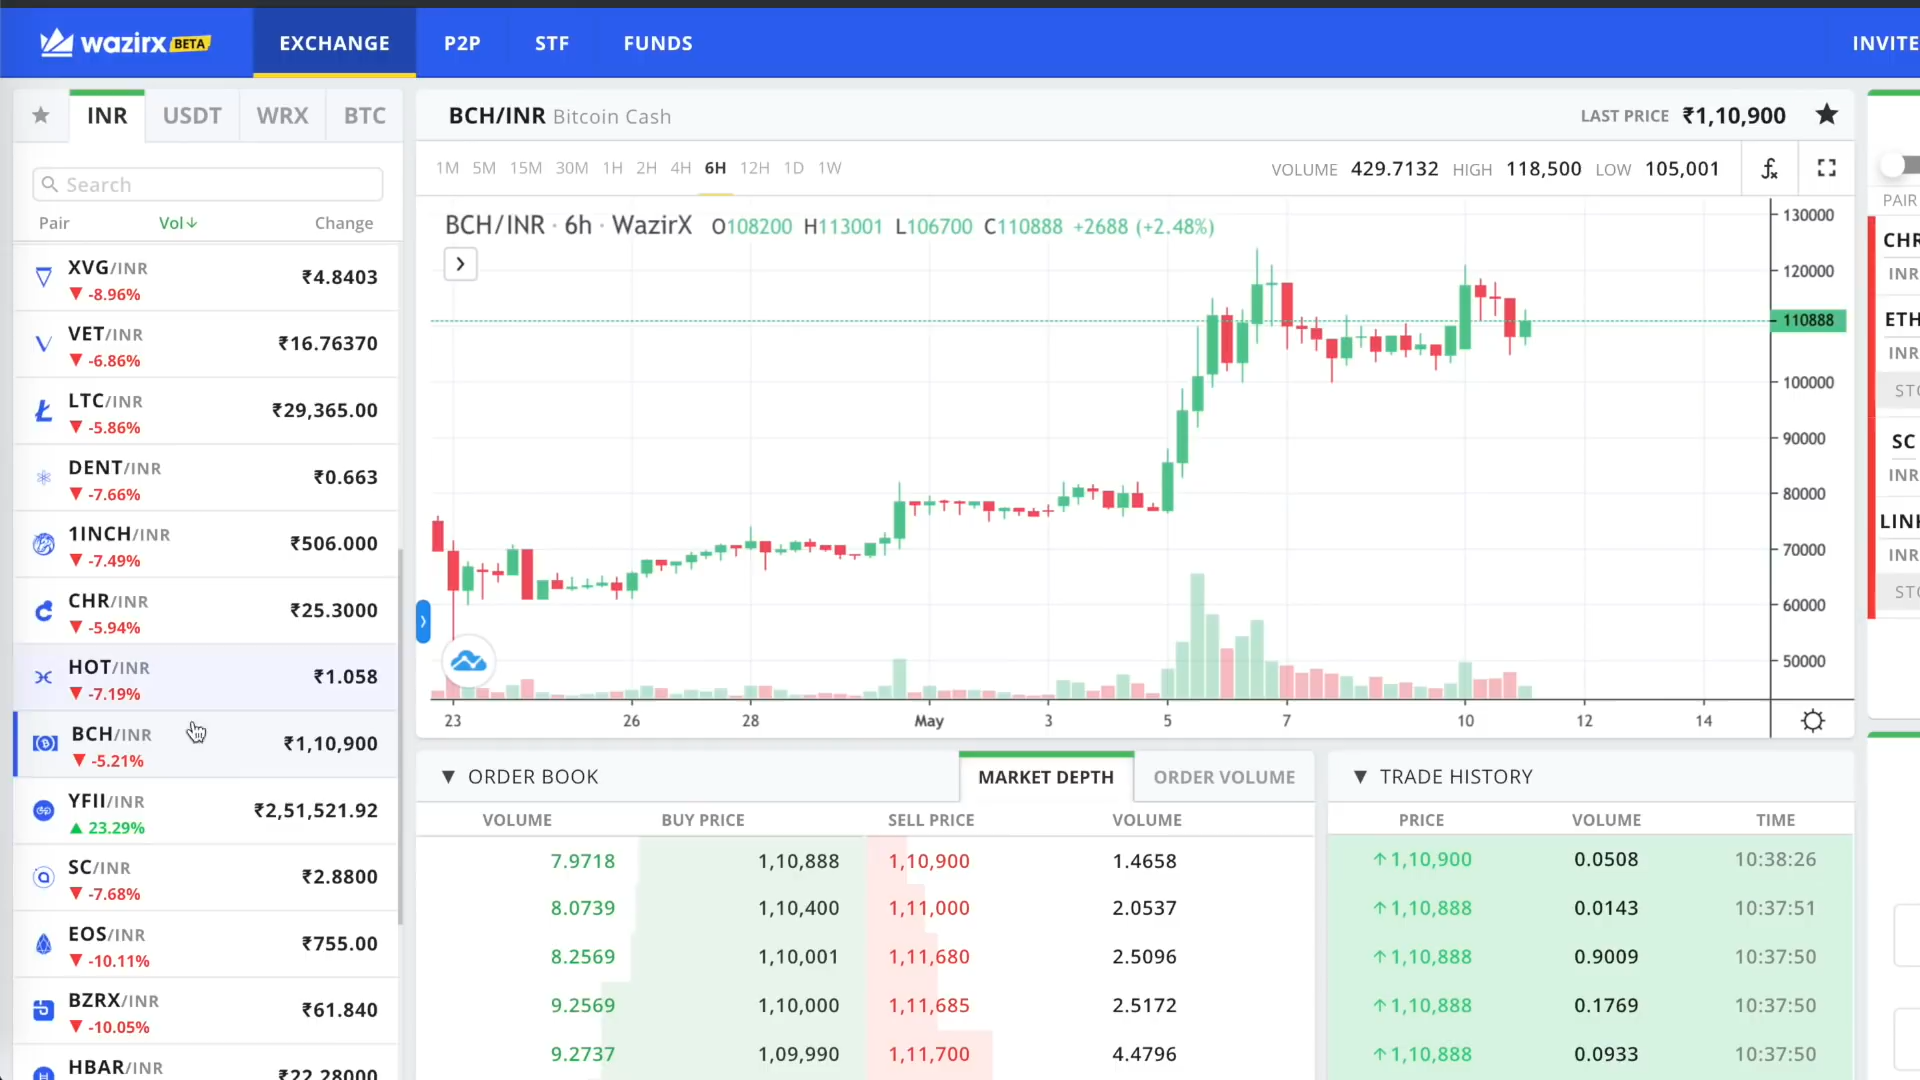 wazirx BETA
EXCHANGE
P2P
STF
FUNDS
INVITE
INR
USDT
WRX
BTC
Search
Pair
Vol↓
Change
XVG/INR
▼ -8.96%
₹4.8403
VET/INR
▼ -6.86%
₹16.76370
LTC/INR
▼ -5.86%
₹29,365.00
DENT/INR
▼ -7.66%
₹0.663
1INCH/INR
▼ -7.49%
₹506.000
CHR/INR
▼ -5.94%
₹25.3000
HOT/INR
▼ -7.19%
₹1.058
BCH/INR
▼ -5.21%
₹1,10,900
YFII/INR
▲ 23.29%
₹2,51,521.92
SC/INR
▼ -7.68%
₹2.8800
EOS/INR
▼ -10.11%
₹755.00
BZRX/INR
▼ -10.05%
₹61.840
HBAR/INR
₹22.28000
BCH/INR Bitcoin Cash
LAST PRICE ₹1,10,900
1M 5M 15M 30M 1H 2H 4H 6H 12H 1D 1W
VOLUME 429.7132 HIGH 118,500 LOW 105,001
BCH/INR · 6h · WazirX O108200 H113001 L106700 C110888 +2688 (+2.48%)
130000
120000
110888
100000
90000
80000
70000
60000
50000
23 26 28 May 3 5 7 10 12 14
▼ ORDER BOOK
MARKET DEPTH
ORDER VOLUME
VOLUME BUY PRICE SELL PRICE VOLUME
7.9718 1,10,888 1,10,900 1.4658
8.0739 1,10,400 1,11,000 2.0537
8.2569 1,10,001 1,11,680 2.5096
9.2569 1,10,000 1,11,685 2.5172
9.2737 1,09,990 1,11,700 4.4796
▼ TRADE HISTORY
PRICE VOLUME TIME
↑1,10,900 0.0508 10:38:26
↑1,10,888 0.0143 10:37:51
↑1,10,888 0.9009 10:37:50
↑1,10,888 0.1769 10:37:50
↑1,10,888 0.0933 10:37:50
PAIR
CHR
INR
ETH
INR
STO
SC
INR
LINK
INR
STO